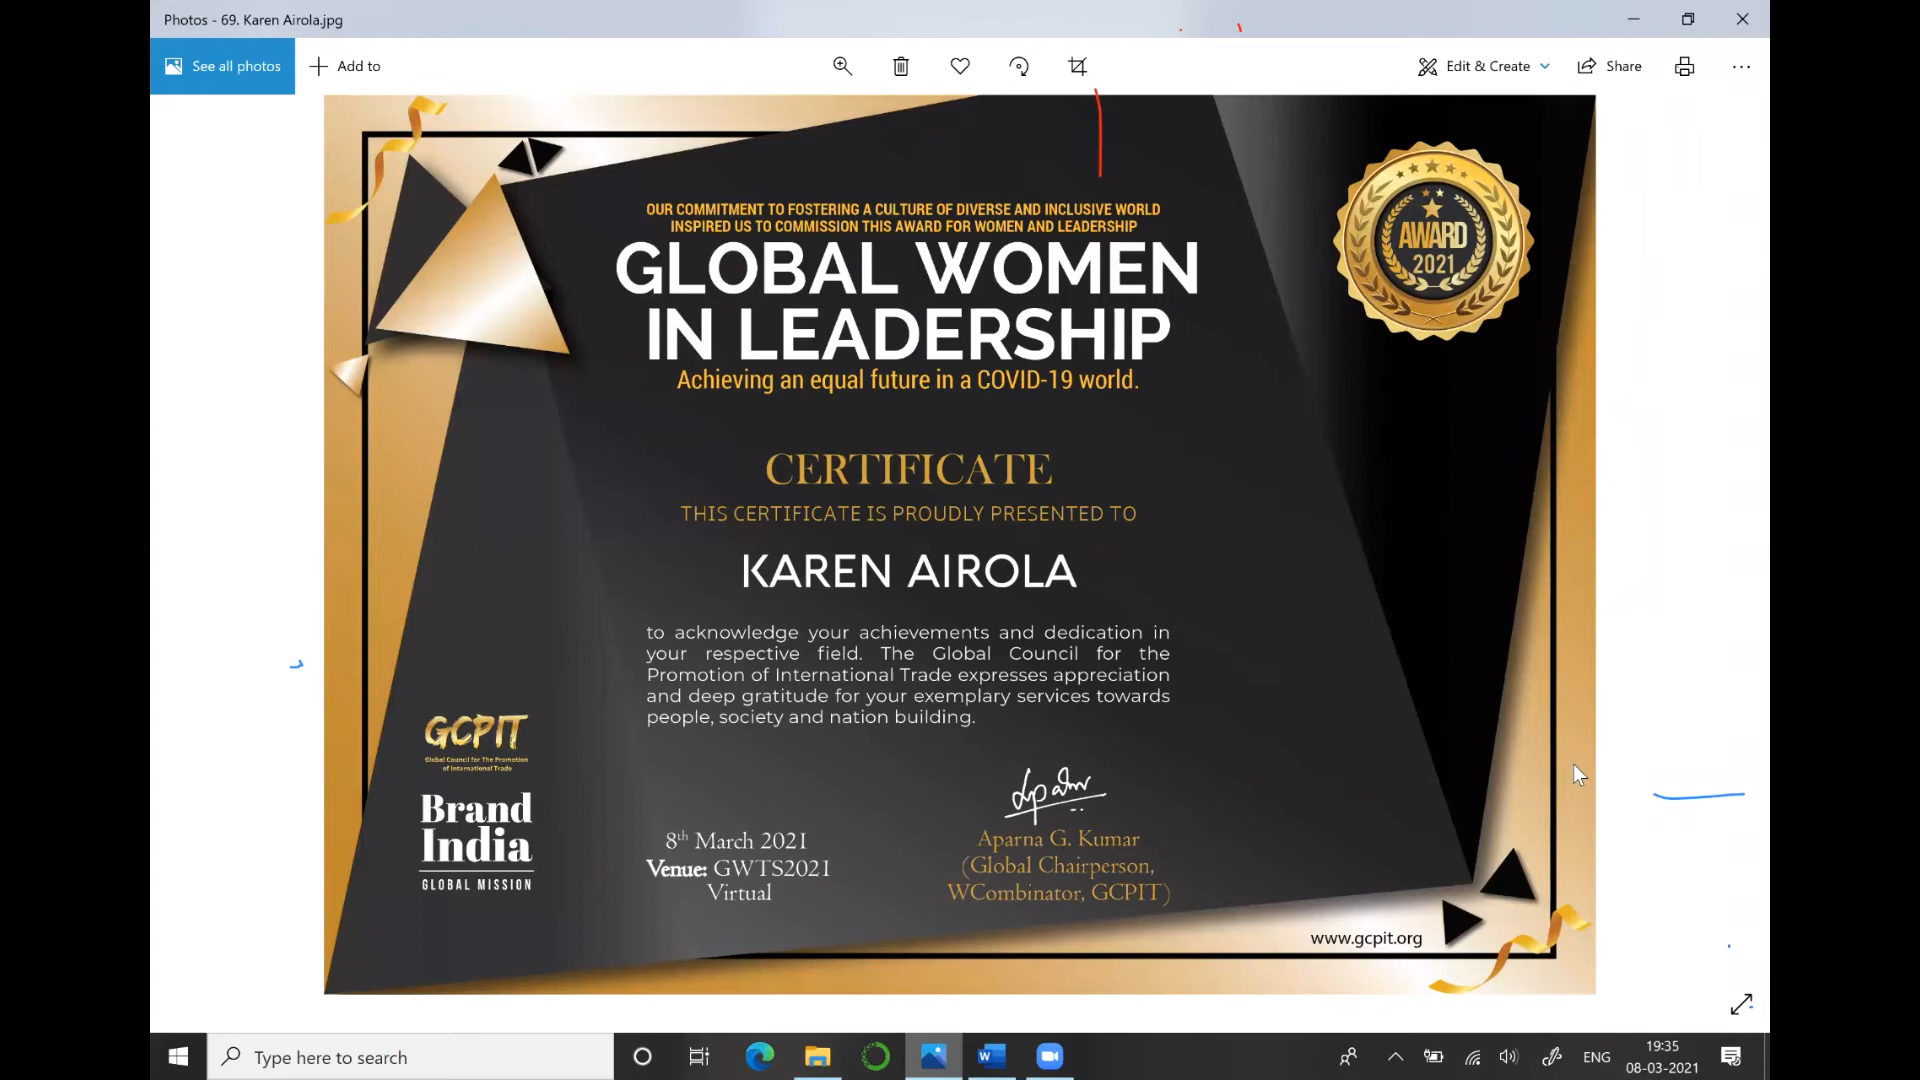 Photos - 69. Karen Airola.jpg
See all photos
Add to
Edit & Create
Share
OUR COMMITMENT TO FOSTERING A CULTURE OF DIVERSE AND INCLUSIVE WORLD
INSPIRED US TO COMMISSION THIS AWARD FOR WOMEN AND LEADERSHIP
GLOBAL WOMEN
IN LEADERSHIP
Achieving an equal future in a COVID-19 world.
AWARD
2021
CERTIFICATE
THIS CERTIFICATE IS PROUDLY PRESENTED TO
KAREN AIROLA
to acknowledge your achievements and dedication in
your respective field. The Global Council for the
Promotion of International Trade expresses appreciation
and deep gratitude for your exemplary services towards
people, society and nation building.
GCPIT
Global Council for The Promotion
of International Trade
Brand
India
GLOBAL MISSION
8th March 2021
Venue: GWTS2021
Virtual
Aparna G. Kumar
(Global Chairperson,
WCombinator, GCPIT)
www.gcpit.org
Type here to search
W
ENG
19:35
08-03-2021